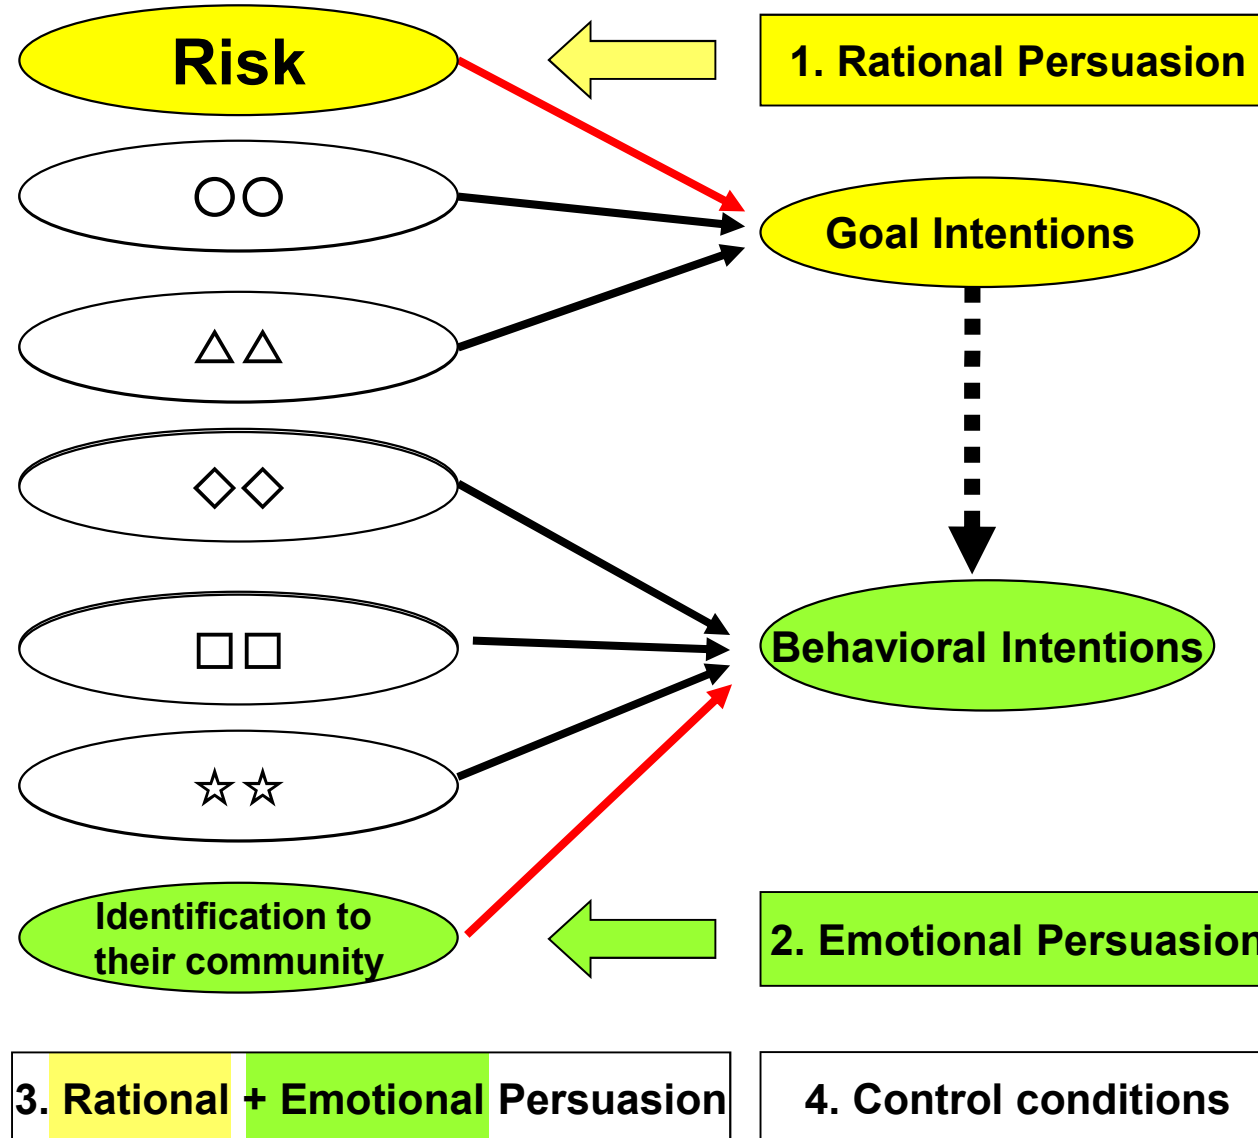 Risk
1. Rational Persuasion
○○
Goal Intentions
△△
◇◇
□□
Behavioral Intentions
☆☆
Identification to
their community
2. Emotional Persuasion
3. Rational + Emotional Persuasion
4. Control conditions